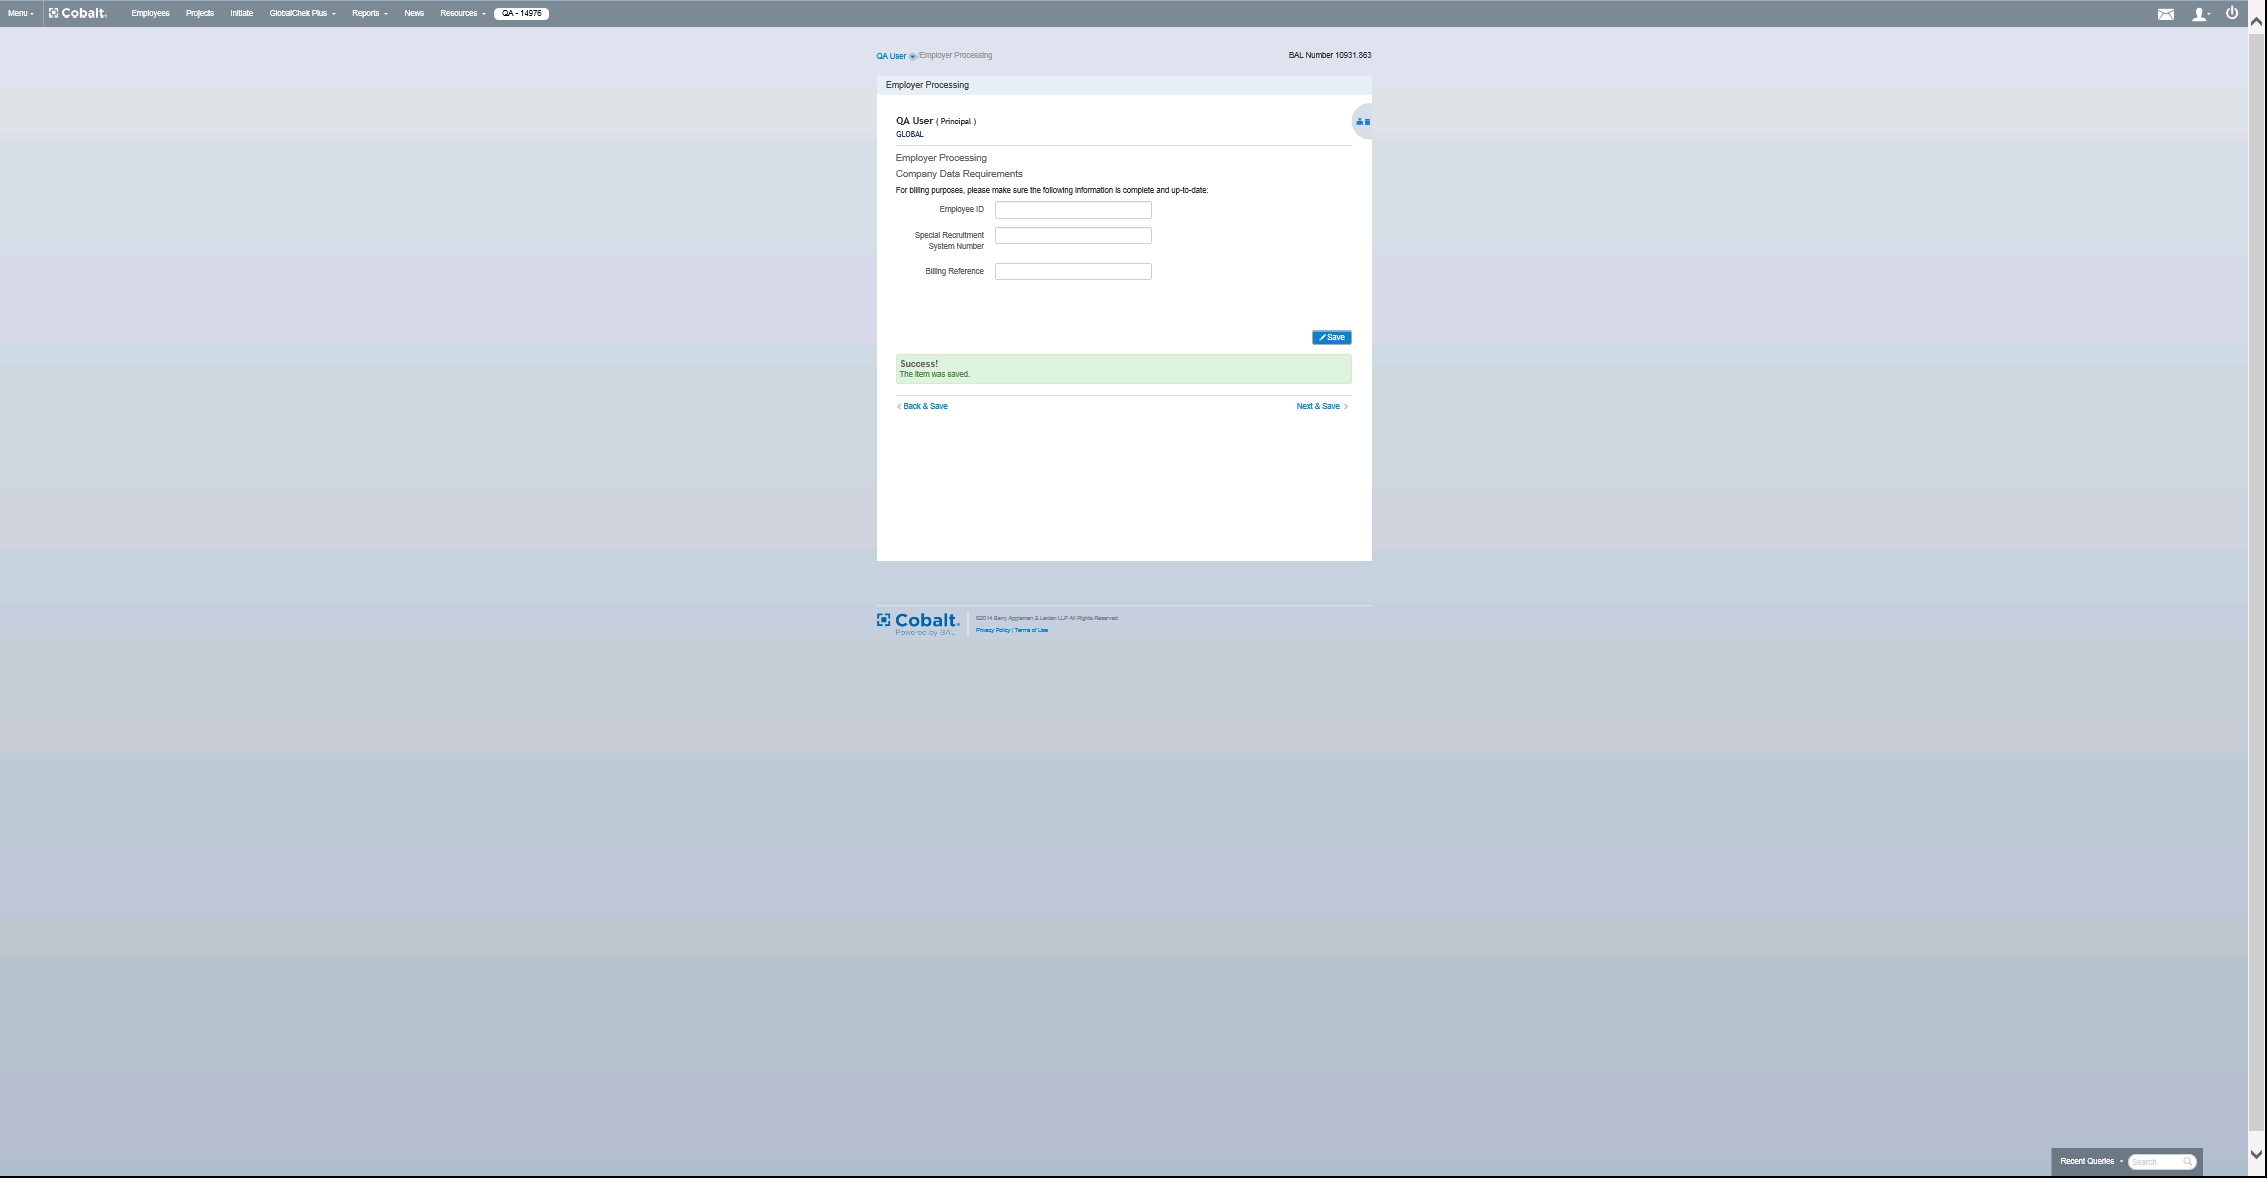 Menu
Cobalt
Employees
Projects
Initiate
GlobalChek Plus
Reports
News
Resources
QA - 14976
QA User /Employer Processing
BAL Number 10931.863
Employer Processing
QA User ( Principal )
GLOBAL
Employer Processing
Company Data Requirements
For billing purposes, please make sure the following information is complete and up-to-date:
Employee ID
Special Recruitment
System Number
Billing Reference
Save
Success!
The item was saved.
Back & Save
Next & Save
Cobalt
Powered by BAL
©2014 Berry Appleman & Leiden LLP All Rights Reserved
Privacy Policy | Terms of Use
Recent Queries
Search